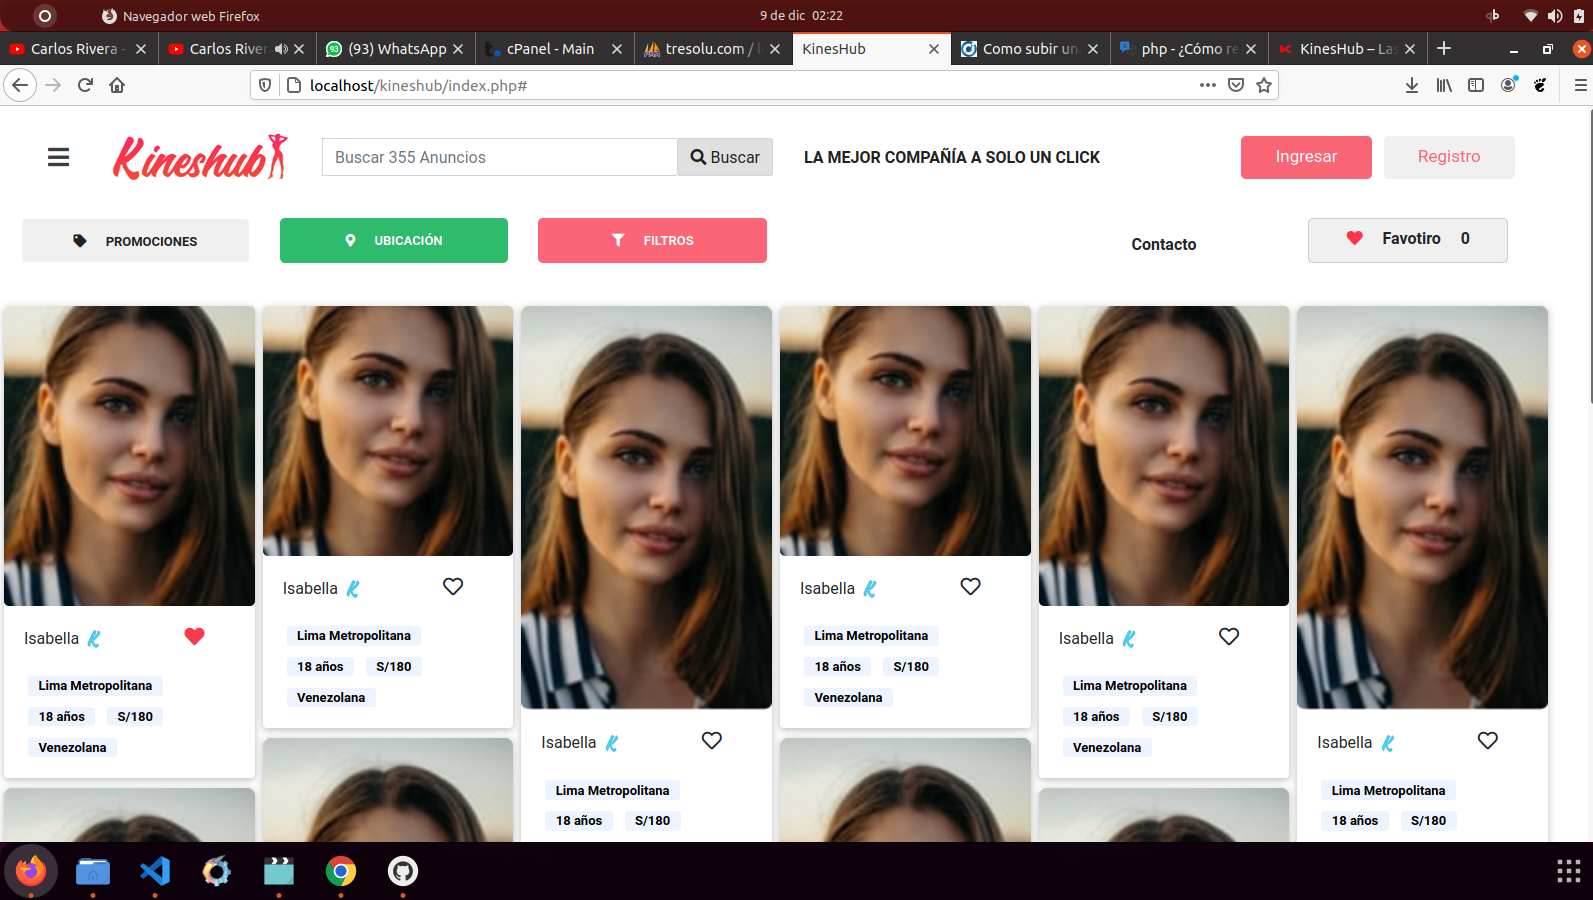 Navegador web Firefox
9 de dic 02:22
Carlos Rivera -
Carlos River
(93) WhatsApp
cPanel - Main
tresolu.com / l
KinesHub
Como subir un
php - ¿Cómo re
KinesHub – Las
localhost/kineshub/index.php#
Kineshub
Buscar 355 Anuncios
Buscar
LA MEJOR COMPAÑÍA A SOLO UN CLICK
Ingresar
Registro
PROMOCIONES
UBICACIÓN
FILTROS
Contacto
Favotiro 0
Isabella K
Lima Metropolitana
18 años S/180
Venezolana
Isabella K
Lima Metropolitana
18 años S/180
Venezolana
Isabella K
Lima Metropolitana
18 años S/180
Isabella K
Lima Metropolitana
18 años S/180
Venezolana
Isabella K
Lima Metropolitana
18 años S/180
Venezolana
Isabella K
Lima Metropolitana
18 años S/180